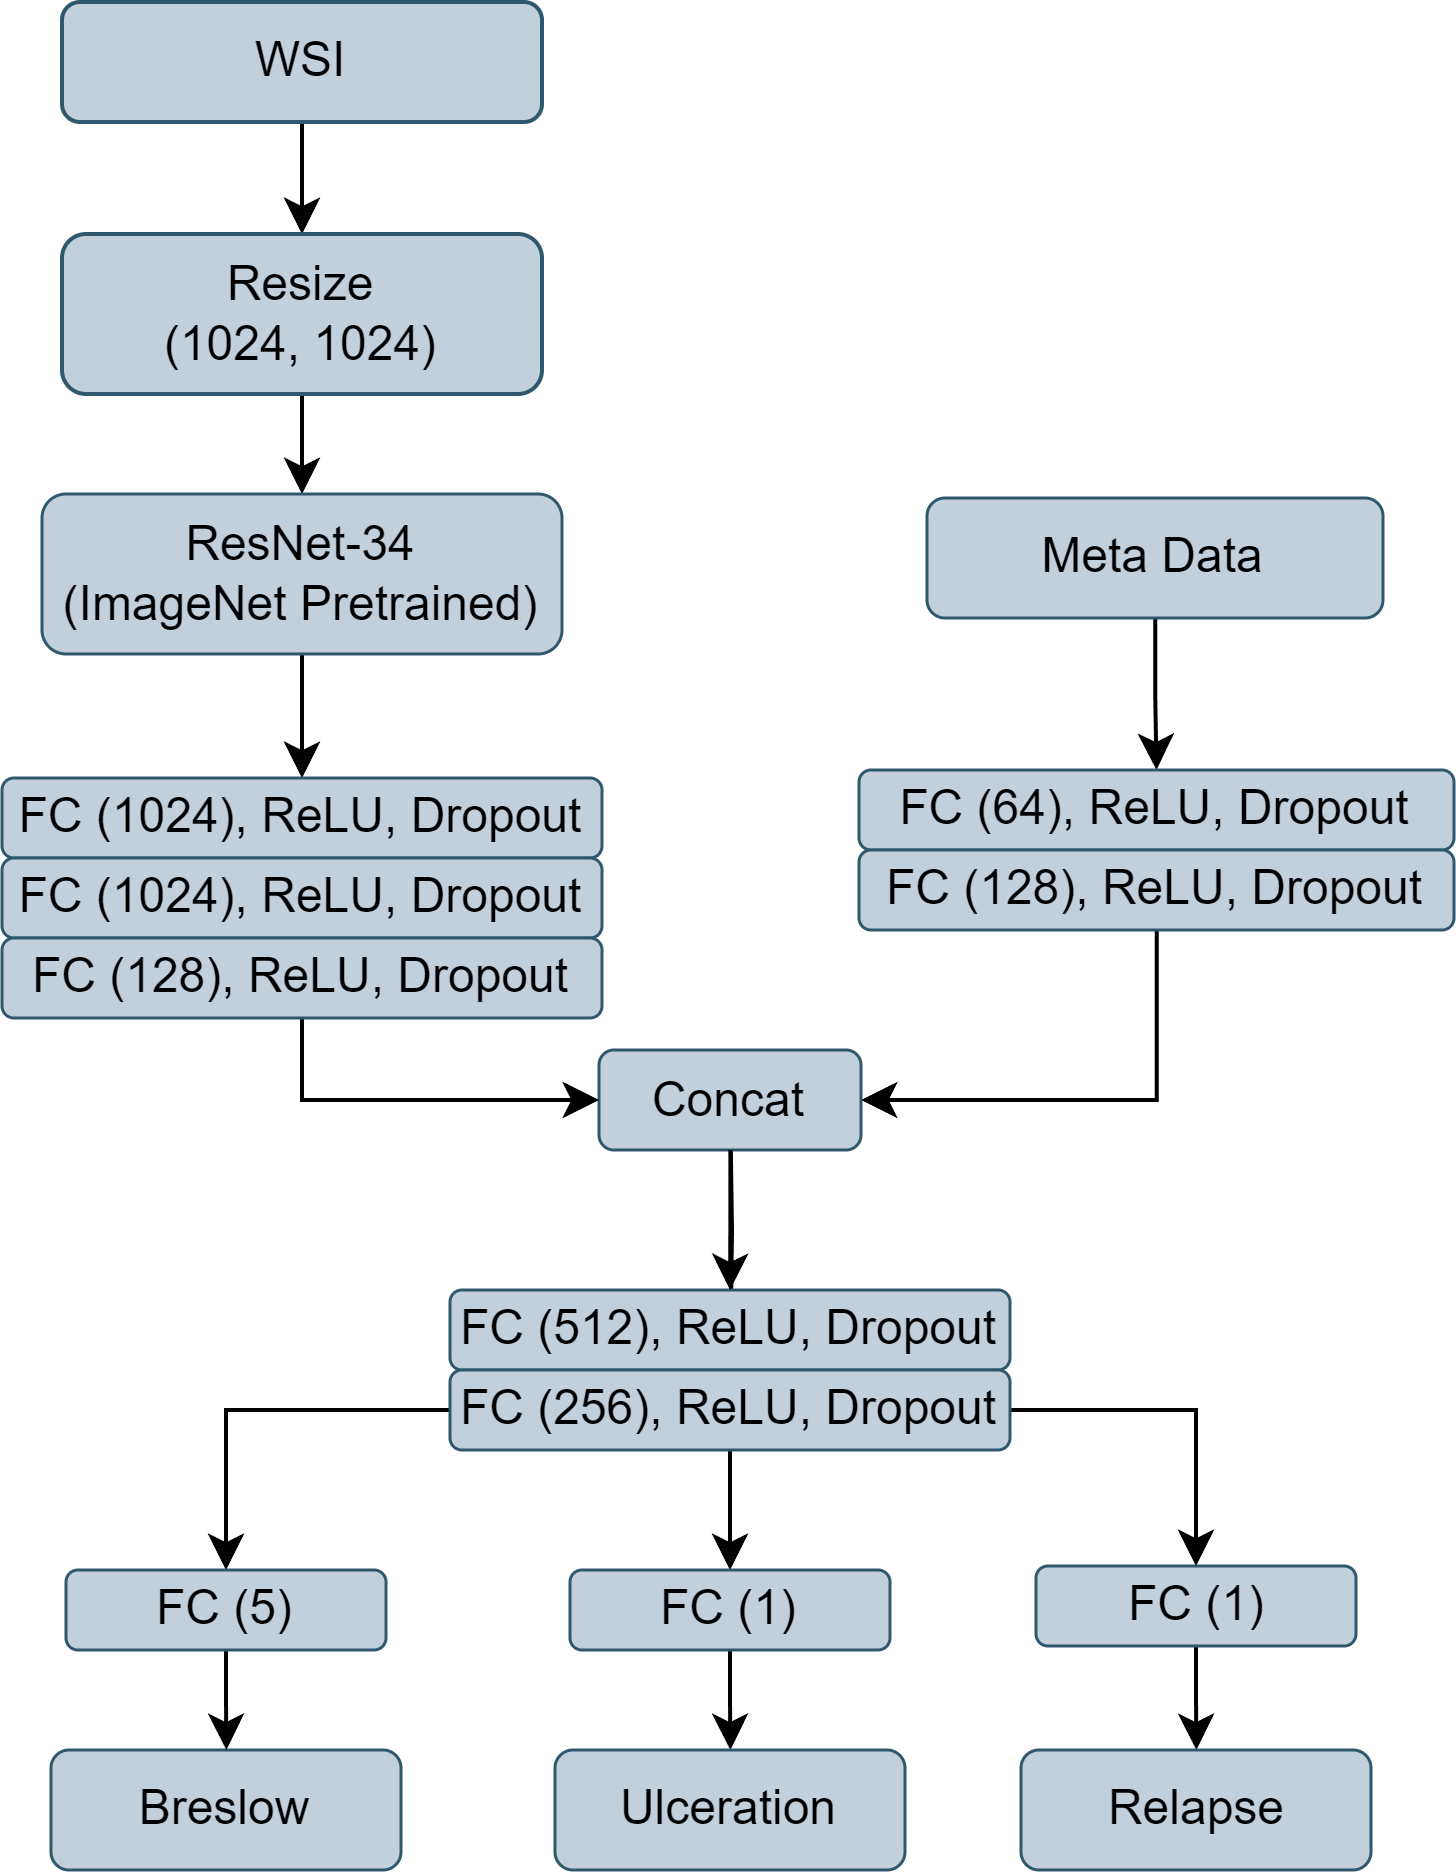 WSI
Resize
(1024, 1024)
ResNet-34
(ImageNet Pretrained)
Meta Data
FC (1024), ReLU, Dropout
FC (1024), ReLU, Dropout
FC (128), ReLU, Dropout
FC (64), ReLU, Dropout
FC (128), ReLU, Dropout
Concat
FC (512), ReLU, Dropout
FC (256), ReLU, Dropout
FC (5)
FC (1)
FC (1)
Breslow
Ulceration
Relapse